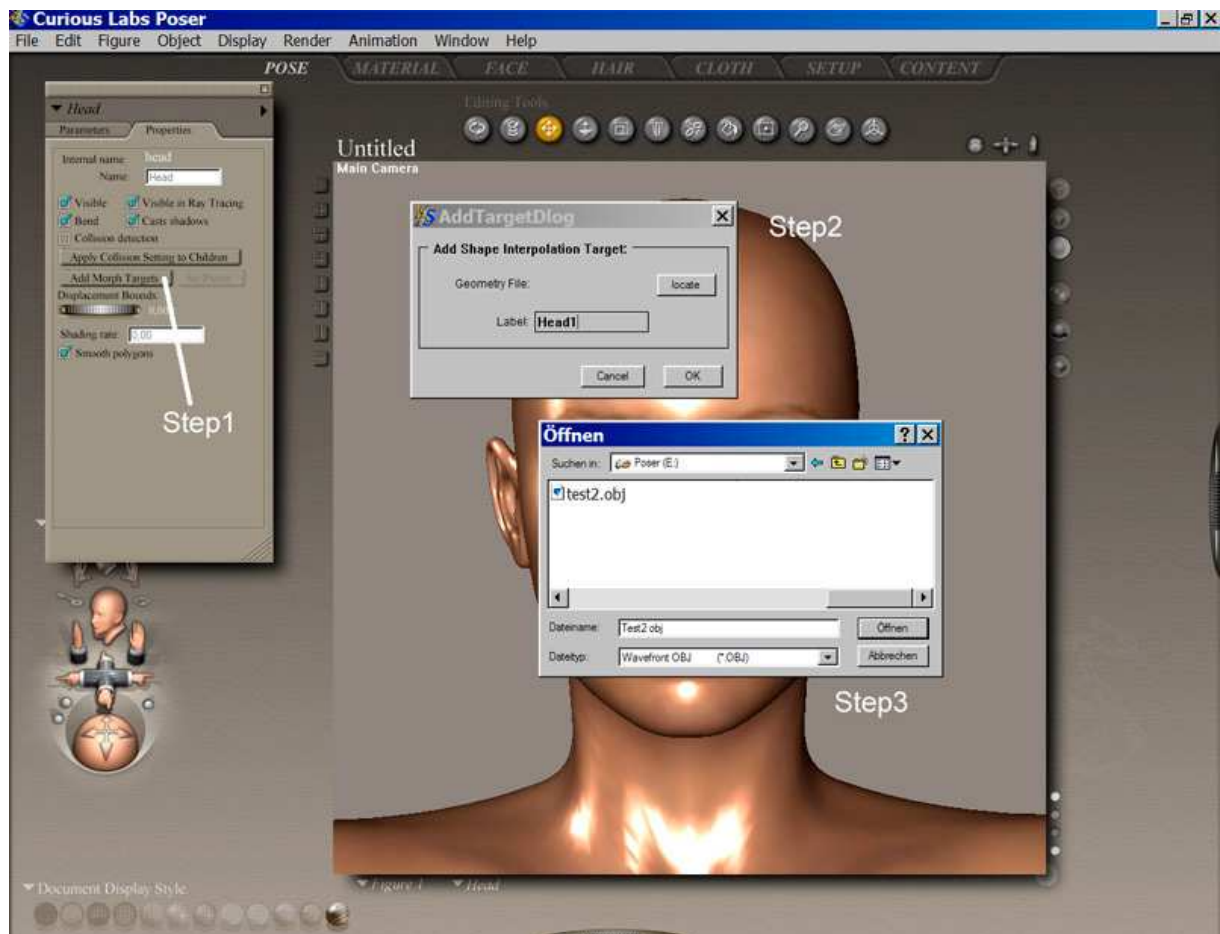 Curious Labs Poser
File Edit Figure Object Display Render Animation Window Help
POSE MATERIAL FACE HAIR CLOTH SETUP CONTENT
Head
Parameters Properties
Internal name: head
Name: Head
Visible Visible in Ray Tracing
Bend Casts shadows
Collision detection
Apply Collision Setting to Children
Add Morph Targets
Displacement Bounds:
Shading rate: 0.00
Smooth polygons
Step1
Editing Tools
Untitled
Main Camera
AddTargetDlog
Add Shape Interpolation Target:
Geometry File: locate
Label: Head1
Cancel OK
Step2
Öffnen
Suchen in: Poser (E:)
test2.obj
Dateiname: Test2.obj Öffnen
Dateityp: Wavefront OBJ (*.OBJ) Abbrechen
Step3
Figure 1 Head
Document Display Style